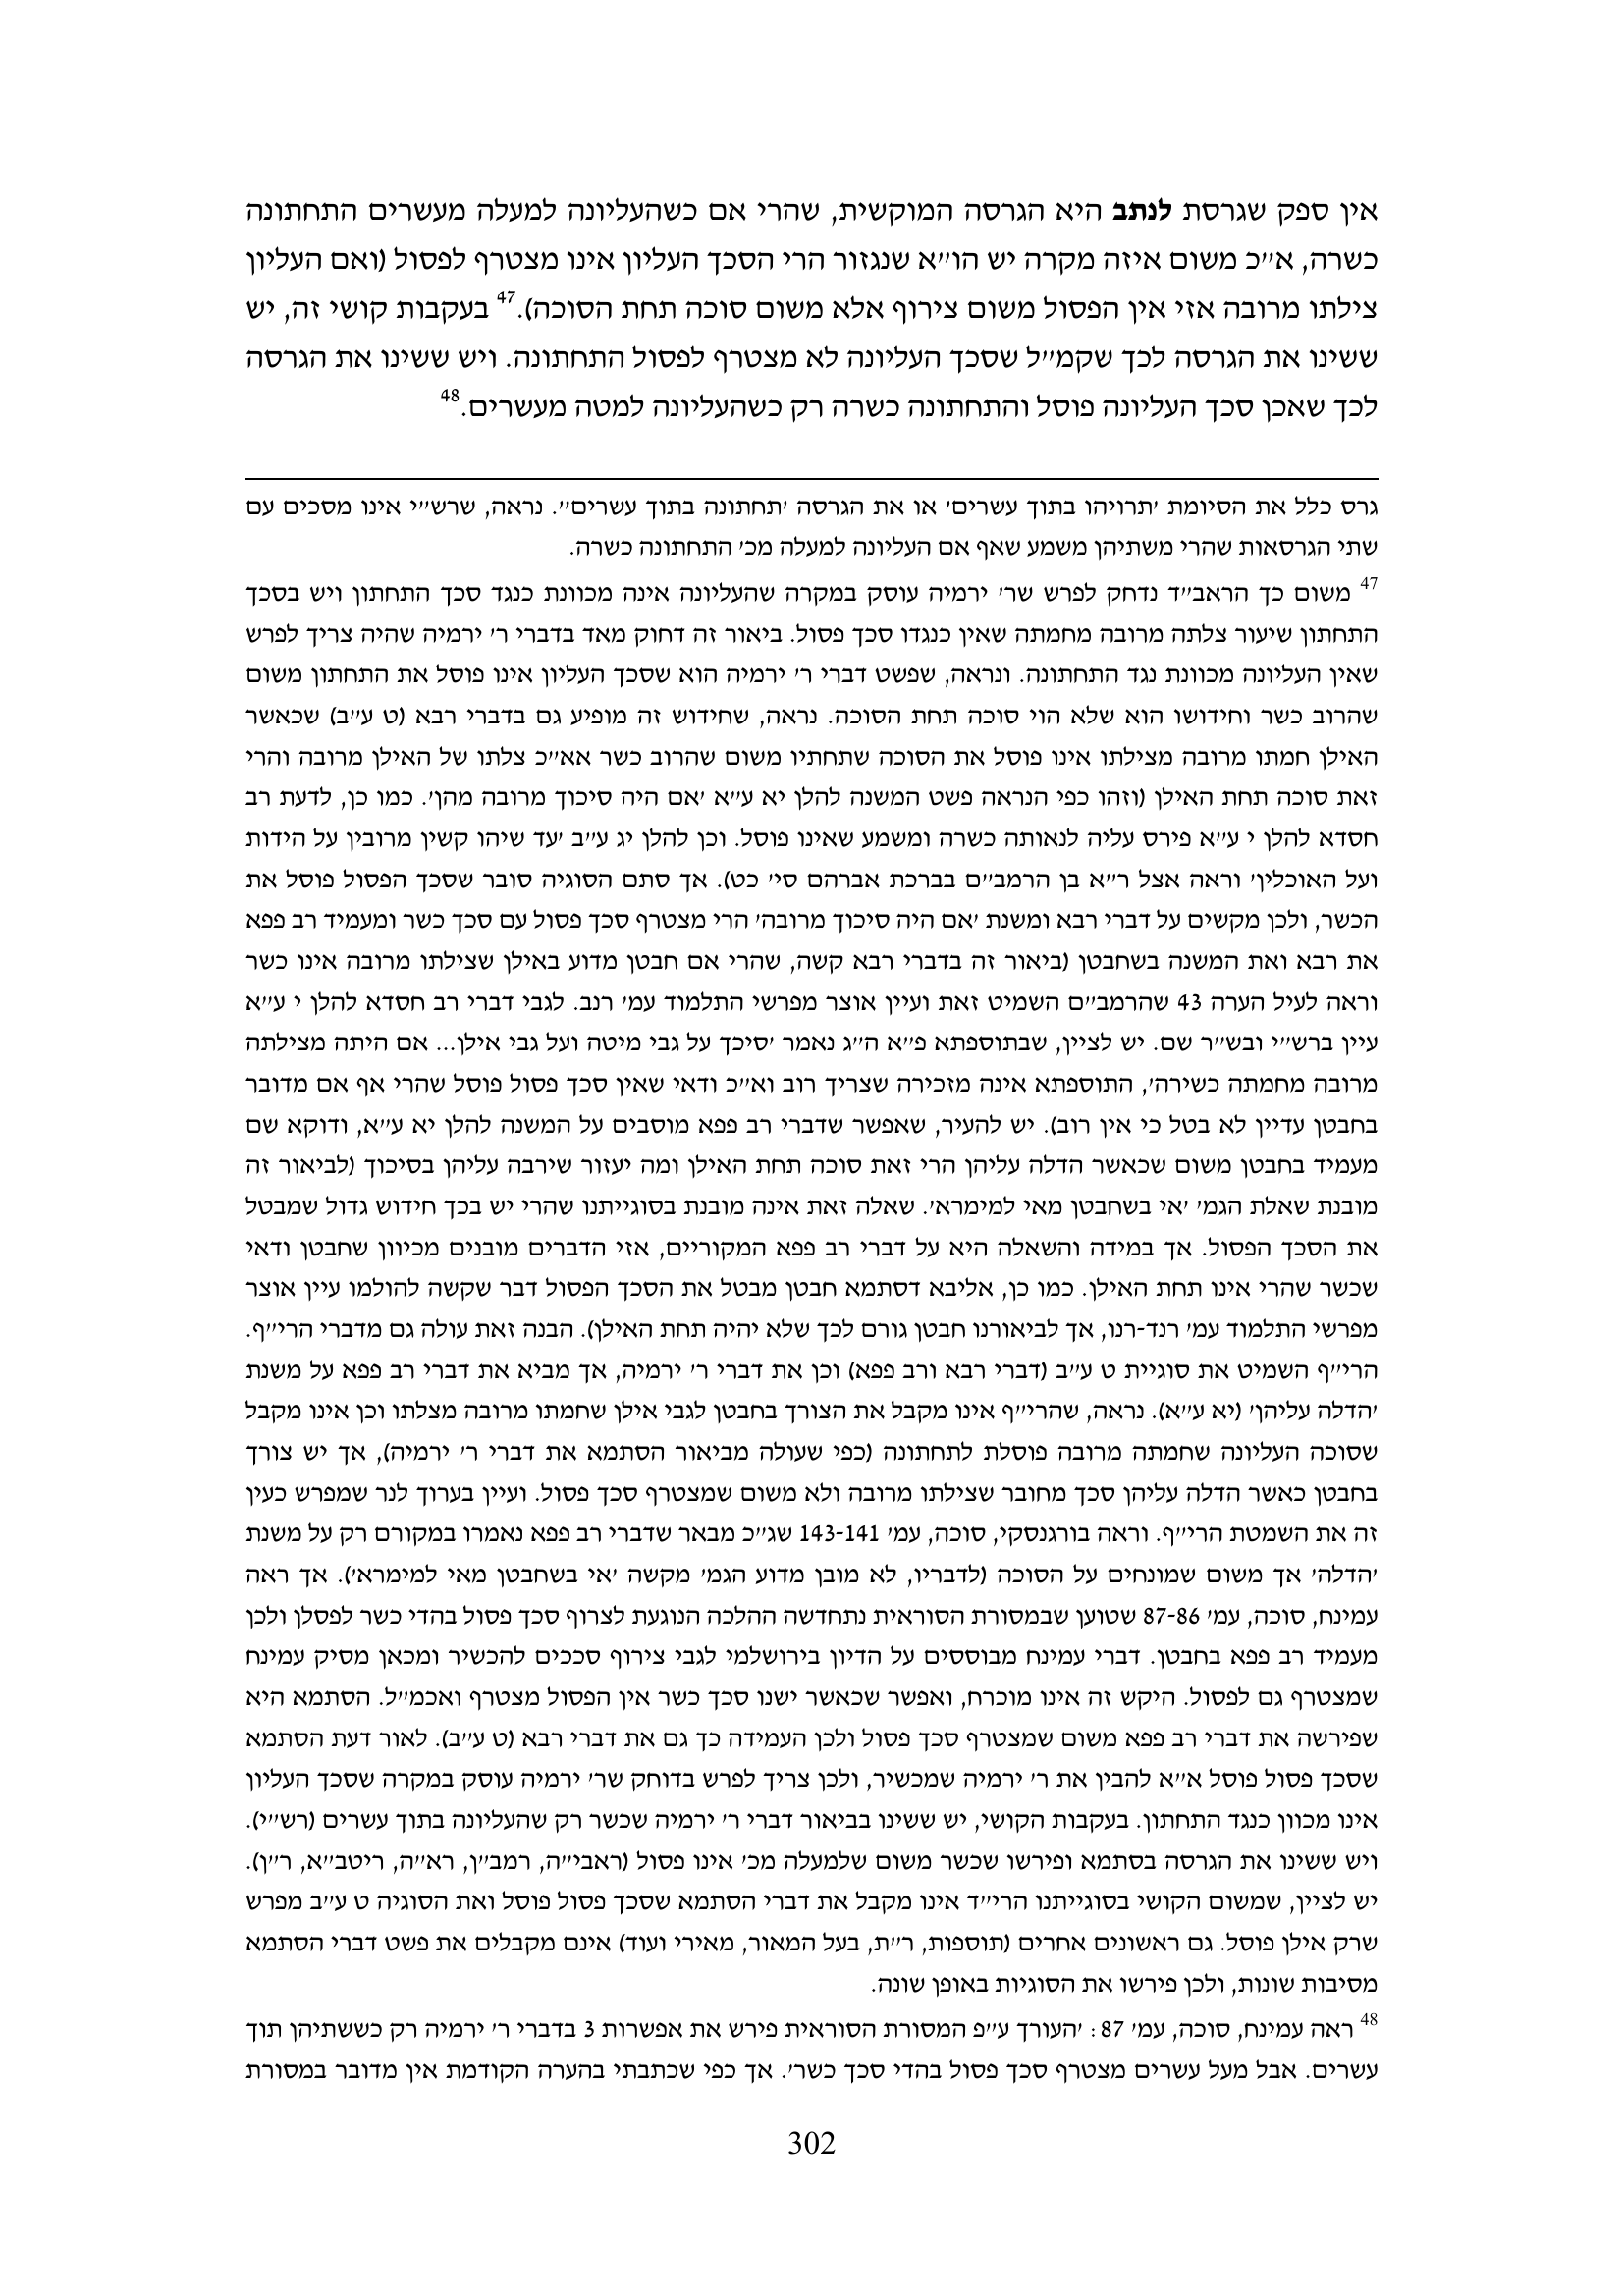 אין ספק שגרסת לנתב היא הגרסה המוקשית, שהרי אם כשהעליונה למעלה מעשרים התחתונה
כשרה, א״כ משום איזה מקרה יש הו״א שנגזור הרי הסכך העליון אינו מצטרף לפסול (ואם העליון
צילתו מרובה אזי אין הפסול משום צירוף אלא משום סוכה תחת הסוכה).47 בעקבות קושי זה, יש
ששינו את הגרסה לכך שקמ״ל שסכך העליונה לא מצטרף לפסול התחתונה. ויש ששינו את הגרסה
לכך שאכן סכך העליונה פוסל והתחתונה כשרה רק כשהעליונה למטה מעשרים.48
גרס כלל את הסיומת ׳תרויהו בתוך עשרים׳ או את הגרסה ׳תחתונה בתוך עשרים׳׳. נראה, שרש״י אינו מסכים עם
שתי הגרסאות שהרי משתיהן משמע שאף אם העליונה למעלה מכ׳ התחתונה כשרה.
47 משום כך הראב״ד נדחק לפרש שר׳ ירמיה עוסק במקרה שהעליונה אינה מכוונת כנגד סכך התחתון ויש בסכך
התחתון שיעור צלתה מרובה מחמתה שאין כנגדו סכך פסול. ביאור זה דחוק מאד בדברי ר׳ ירמיה שהיה צריך לפרש
שאין העליונה מכוונת נגד התחתונה. ונראה, שפשט דברי ר׳ ירמיה הוא שסכך העליון אינו פוסל את התחתון משום
שהרוב כשר וחידושו הוא שלא הוי סוכה תחת הסוכה. נראה, שחידוש זה מופיע גם בדברי רבא (ט ע״ב) שכאשר
האילן חמתו מרובה מצילתו אינו פוסל את הסוכה שתחתיו משום שהרוב כשר אא״כ צלתו של האילן מרובה והרי
זאת סוכה תחת האילן (וזהו כפי הנראה פשט המשנה להלן יא ע״א ׳אם היה סיכוך מרובה מהן׳. כמו כן, לדעת רב
חסדא להלן י ע״א פירס עליה לנאותה כשרה ומשמע שאינו פוסל. וכן להלן יג ע״ב ׳עד שיהו קשין מרובין על הידות
ועל האוכלין׳ וראה אצל ר״א בן הרמב״ם בברכת אברהם סי׳ כט). אך סתם הסוגיה סובר שסכך הפסול פוסל את
הכשר, ולכן מקשים על דברי רבא ומשנת ׳אם היה סיכוך מרובה׳ הרי מצטרף סכך פסול עם סכך כשר ומעמיד רב פפא
את רבא ואת המשנה בשחבטן (ביאור זה בדברי רבא קשה, שהרי אם חבטן מדוע באילן שצילתו מרובה אינו כשר
וראה לעיל הערה 43 שהרמב״ם השמיט זאת ועיין אוצר מפרשי התלמוד עמ׳ רנב. לגבי דברי רב חסדא להלן י ע״א
עיין ברש״י ובש״ר שם. יש לציין, שבתוספתא פ״א ה״ג נאמר ׳סיכך על גבי מיטה ועל גבי אילן... אם היתה מצילתה
מרובה מחמתה כשירה׳, התוספתא אינה מזכירה שצריך רוב וא״כ ודאי שאין סכך פסול פוסל שהרי אף אם מדובר
בחבטן עדיין לא בטל כי אין רוב). יש להעיר, שאפשר שדברי רב פפא מוסבים על המשנה להלן יא ע״א, ודוקא שם
מעמיד בחבטן משום שכאשר הדלה עליהן הרי זאת סוכה תחת האילן ומה יעזור שירבה עליהן בסיכוך (לביאור זה
מובנת שאלת הגמ׳ ׳אי בשחבטן מאי למימרא׳. שאלה זאת אינה מובנת בסוגייתנו שהרי יש בכך חידוש גדול שמבטל
את הסכך הפסול. אך במידה והשאלה היא על דברי רב פפא המקוריים, אזי הדברים מובנים מכיוון שחבטן ודאי
שכשר שהרי אינו תחת האילן. כמו כן, אליבא דסתמא חבטן מבטל את הסכך הפסול דבר שקשה להולמו עיין אוצר
מפרשי התלמוד עמ׳ רנד-רנו, אך לביאורנו חבטן גורם לכך שלא יהיה תחת האילן). הבנה זאת עולה גם מדברי הרי״ף.
הרי״ף השמיט את סוגיית ט ע״ב (דברי רבא ורב פפא) וכן את דברי ר׳ ירמיה, אך מביא את דברי רב פפא על משנת
׳הדלה עליהן׳ (יא ע״א). נראה, שהרי״ף אינו מקבל את הצורך בחבטן לגבי אילן שחמתו מרובה מצלתו וכן אינו מקבל
שסוכה העליונה שחמתה מרובה פוסלת לתחתונה (כפי שעולה מביאור הסתמא את דברי ר׳ ירמיה), אך יש צורך
בחבטן כאשר הדלה עליהן סכך מחובר שצילתו מרובה ולא משום שמצטרף סכך פסול. ועיין בערוך לנר שמפרש כעין
זה את השמטת הרי״ף. וראה בורגנסקי, סוכה, עמ׳ 143-141 שג״כ מבאר שדברי רב פפא נאמרו במקורם רק על משנת
׳הדלה׳ אך משום שמונחים על הסוכה (לדבריו, לא מובן מדוע הגמ׳ מקשה ׳אי בשחבטן מאי למימרא׳). אך ראה
עמינח, סוכה, עמ׳ 87-86 שטוען שבמסורת הסוראית נתחדשה ההלכה הנוגעת לצרוף סכך פסול בהדי כשר לפסלן ולכן
מעמיד רב פפא בחבטן. דברי עמינח מבוססים על הדיון בירושלמי לגבי צירוף סככים להכשיר ומכאן מסיק עמינח
שמצטרף גם לפסול. היקש זה אינו מוכרח, ואפשר שכאשר ישנו סכך כשר אין הפסול מצטרף ואכמ״ל. הסתמא היא
שפירשה את דברי רב פפא משום שמצטרף סכך פסול ולכן העמידה כך גם את דברי רבא (ט ע״ב). לאור דעת הסתמא
שסכך פסול פוסל א״א להבין את ר׳ ירמיה שמכשיר, ולכן צריך לפרש בדוחק שר׳ ירמיה עוסק במקרה שסכך העליון
אינו מכוון כנגד התחתון. בעקבות הקושי, יש ששינו בביאור דברי ר׳ ירמיה שכשר רק שהעליונה בתוך עשרים (רש״י).
ויש ששינו את הגרסה בסתמא ופירשו שכשר משום שלמעלה מכ׳ אינו פסול (ראבי״ה, רמב״ן, רא״ה, ריטב״א, ר״ן).
יש לציין, שמשום הקושי בסוגייתנו הרי״ד אינו מקבל את דברי הסתמא שסכך פסול פוסל ואת הסוגיה ט ע״ב מפרש
שרק אילן פוסל. גם ראשונים אחרים (תוספות, ר״ת, בעל המאור, מאירי ועוד) אינם מקבלים את פשט דברי הסתמא
מסיבות שונות, ולכן פירשו את הסוגיות באופן שונה.
48 ראה עמינח, סוכה, עמ׳ 87: ׳העורך ע״פ המסורת הסוראית פירש את אפשרות 3 בדברי ר׳ ירמיה רק כששתיהן תוך
עשרים. אבל מעל עשרים מצטרף סכך פסול בהדי סכך כשר׳. אך כפי שכתבתי בהערה הקודמת אין מדובר במסורת
302